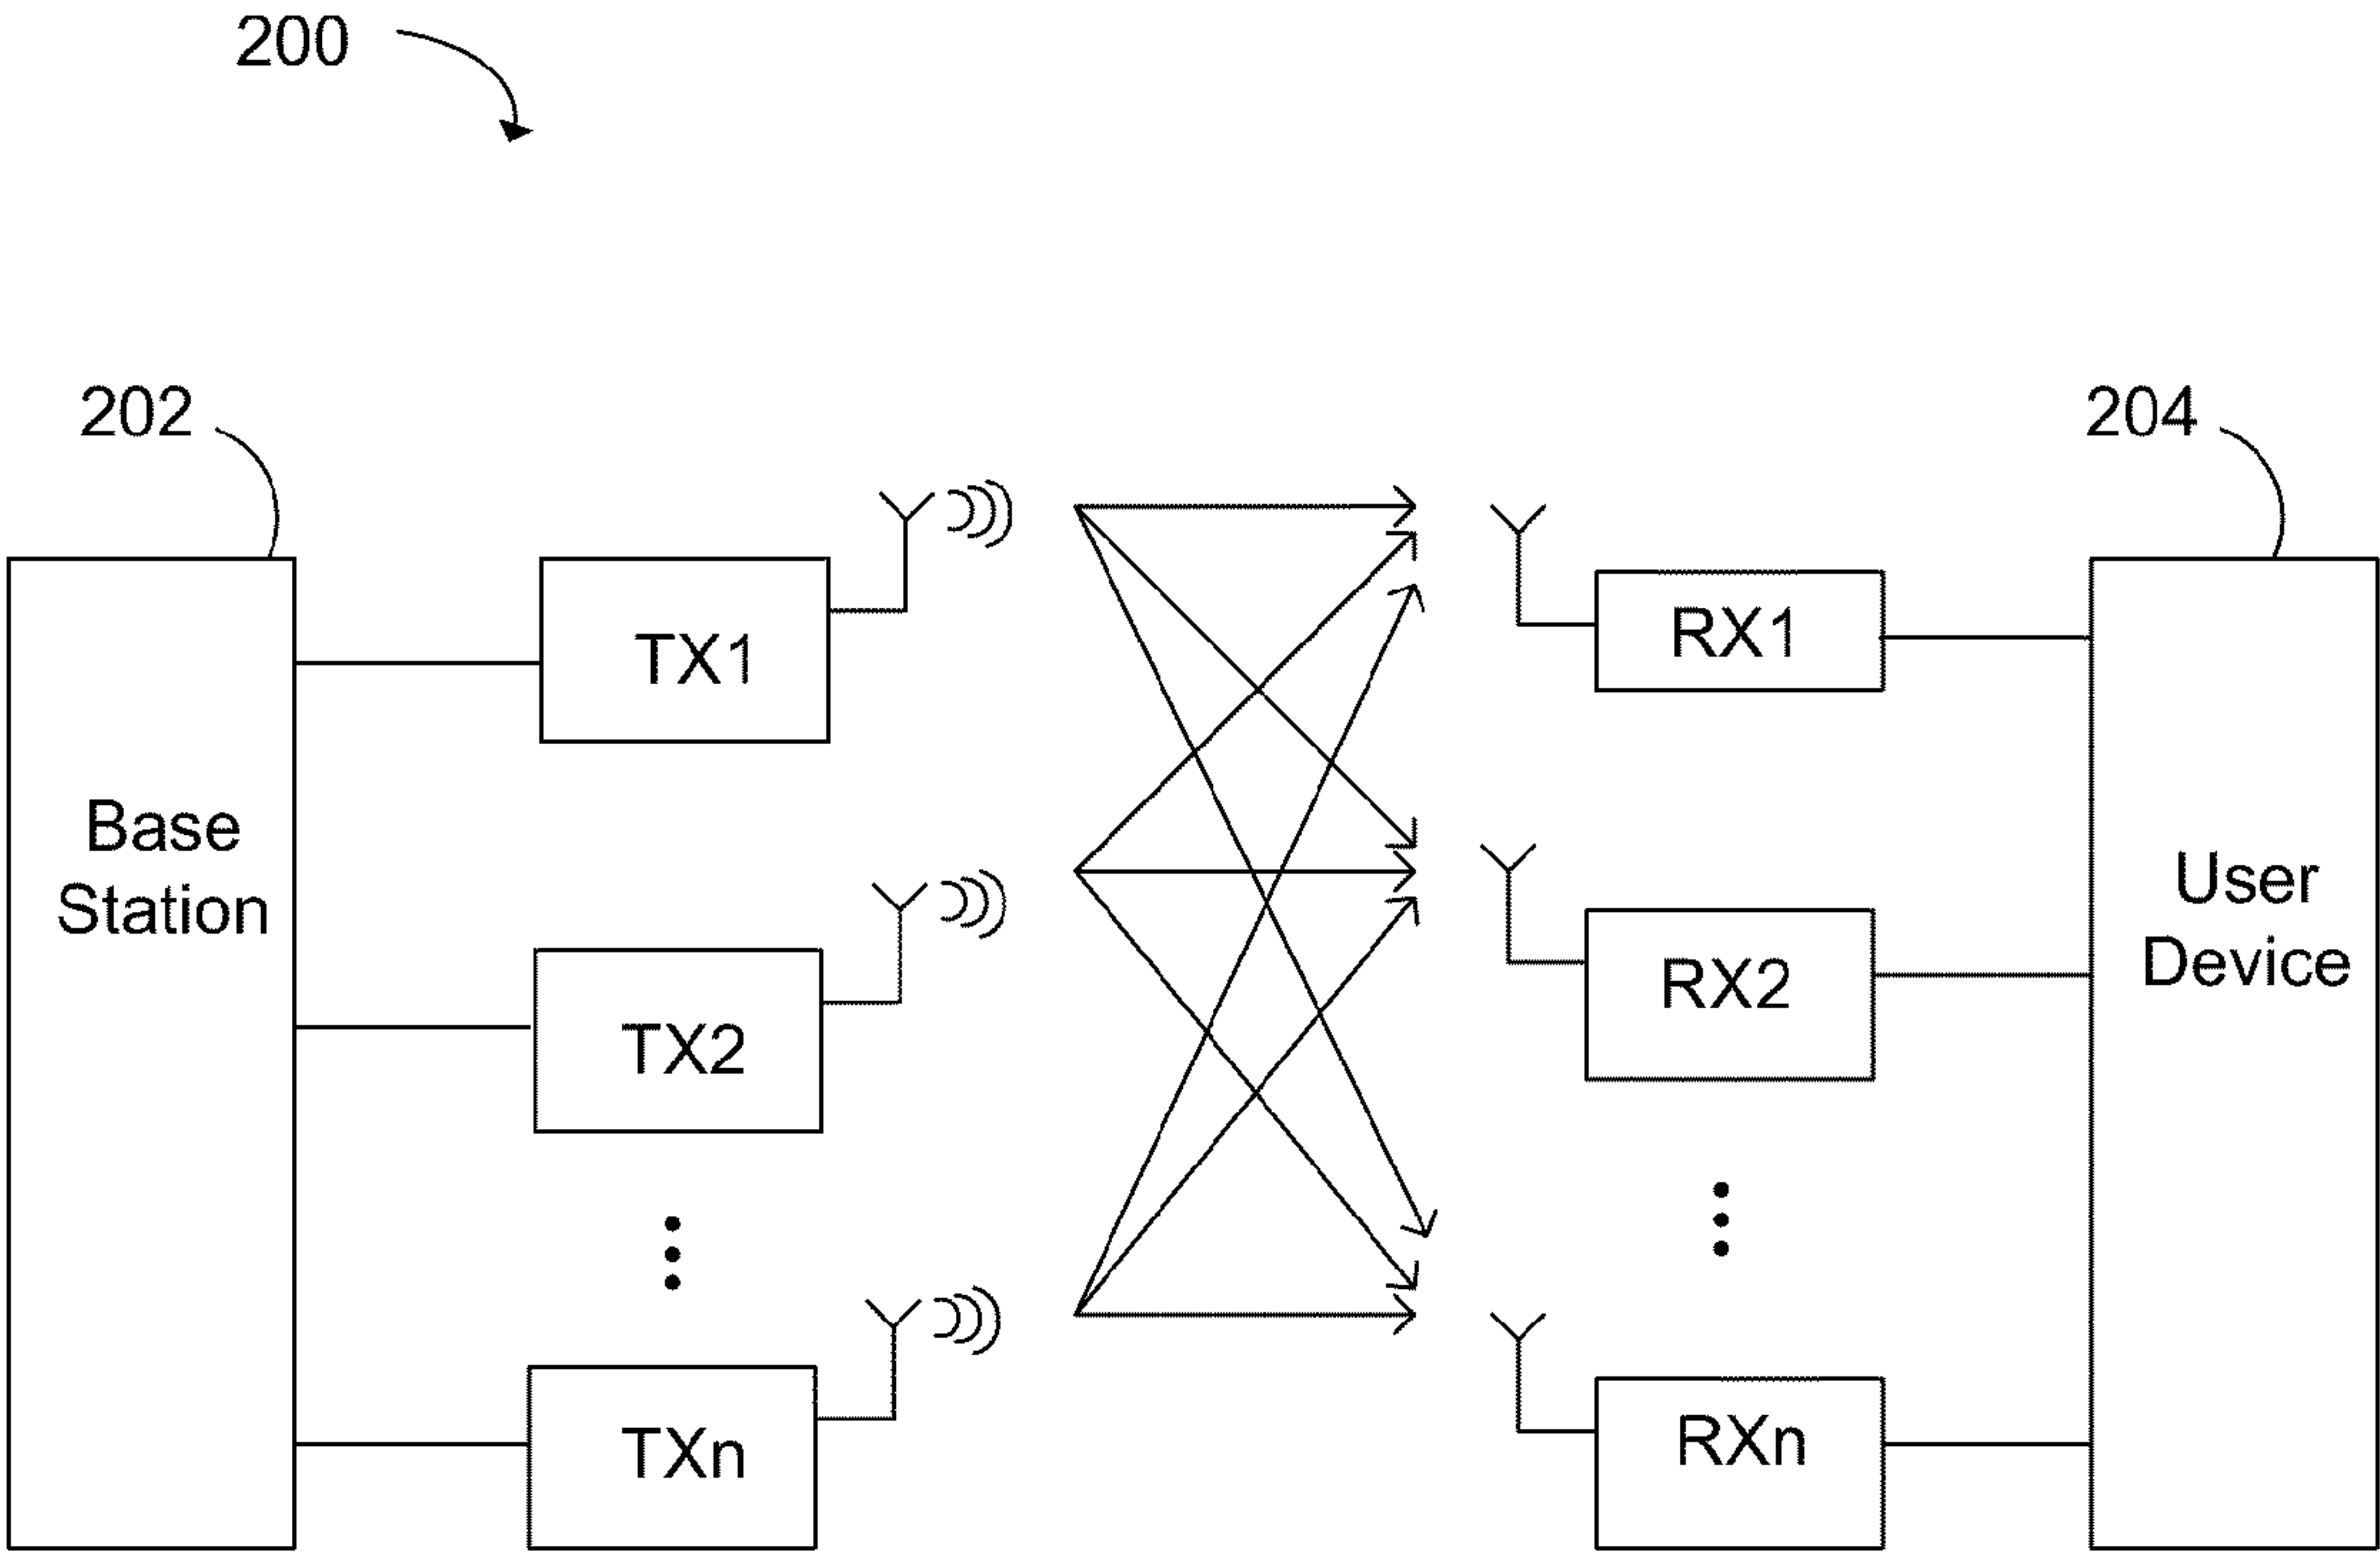 200
202
204
TX1
RX1
Base
Station
User
Device
TX2
RX2
TXn
RXn